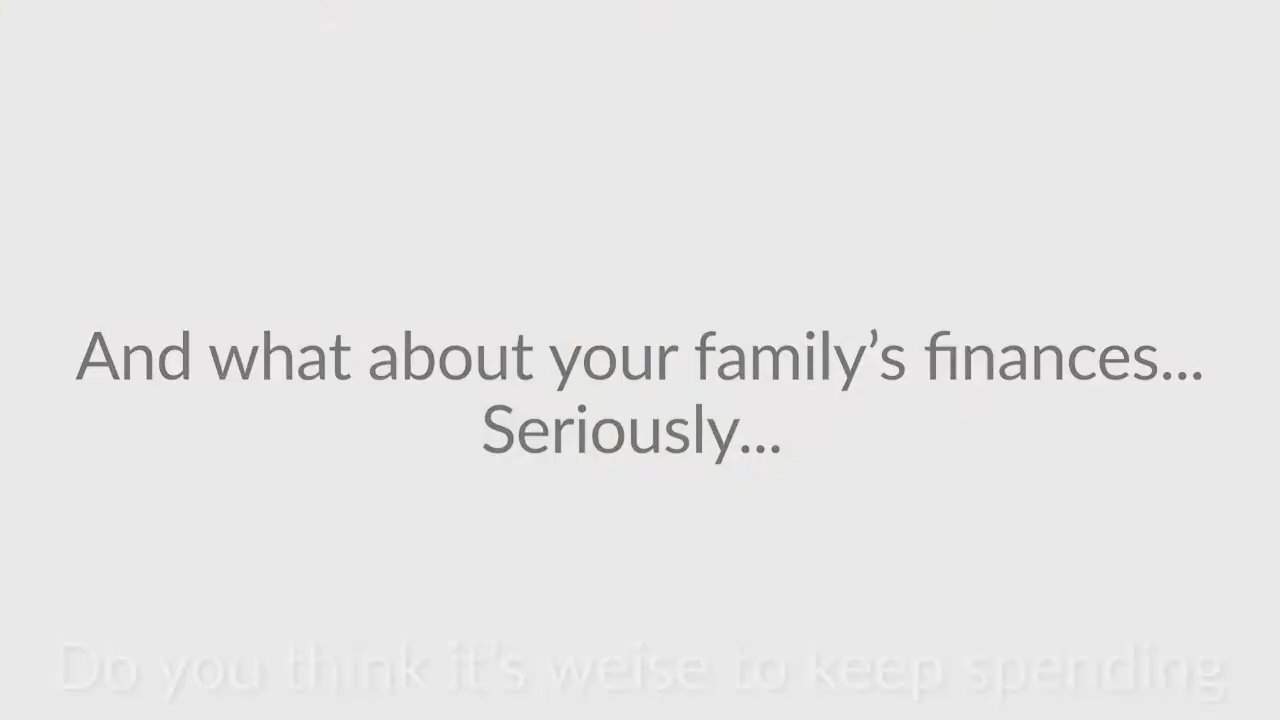 And what about your family’s finances...
Seriously...
Do you think it’s weise to keep spending